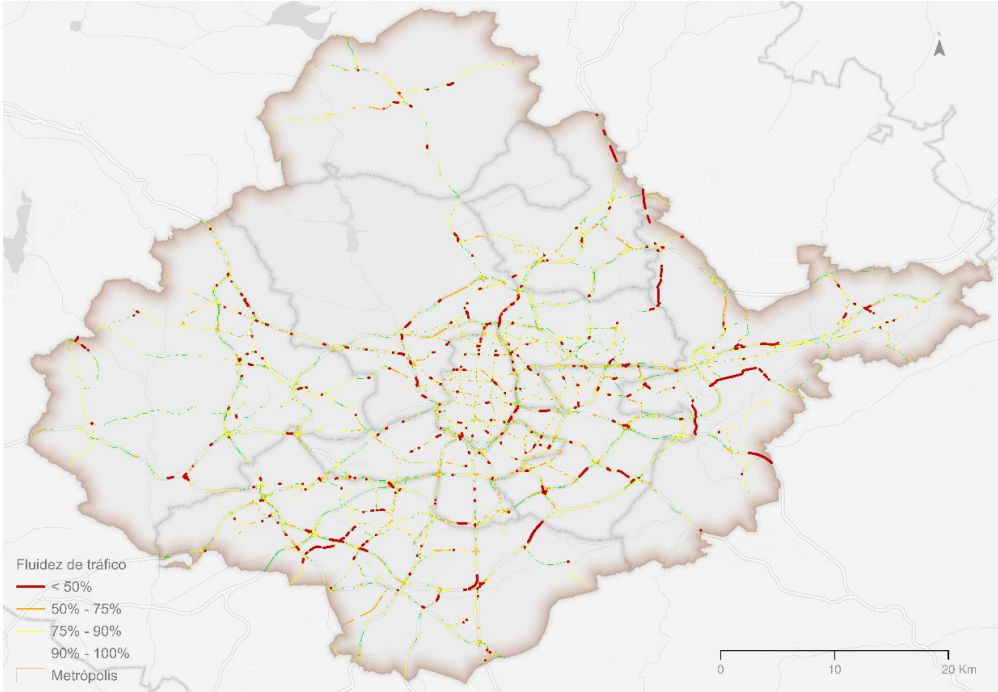 Fluidez de tráfico
< 50%
50% - 75%
75% - 90%
90% - 100%
Metrópolis
0 10 20 Km